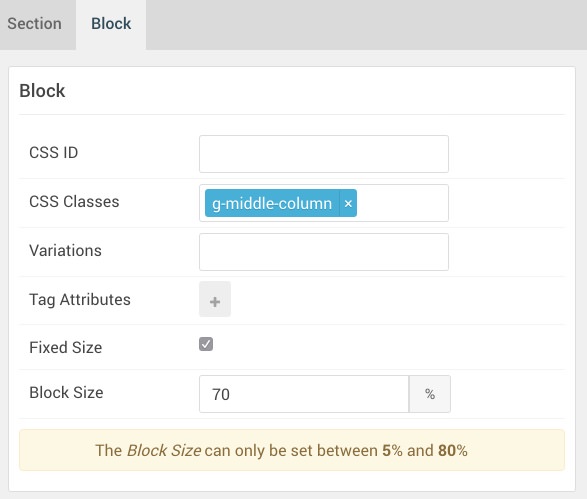 Section Block
Block
CSS ID
CSS Classes g-middle-column ×
Variations
Tag Attributes +
Fixed Size
Block Size 70 %
The Block Size can only be set between 5% and 80%